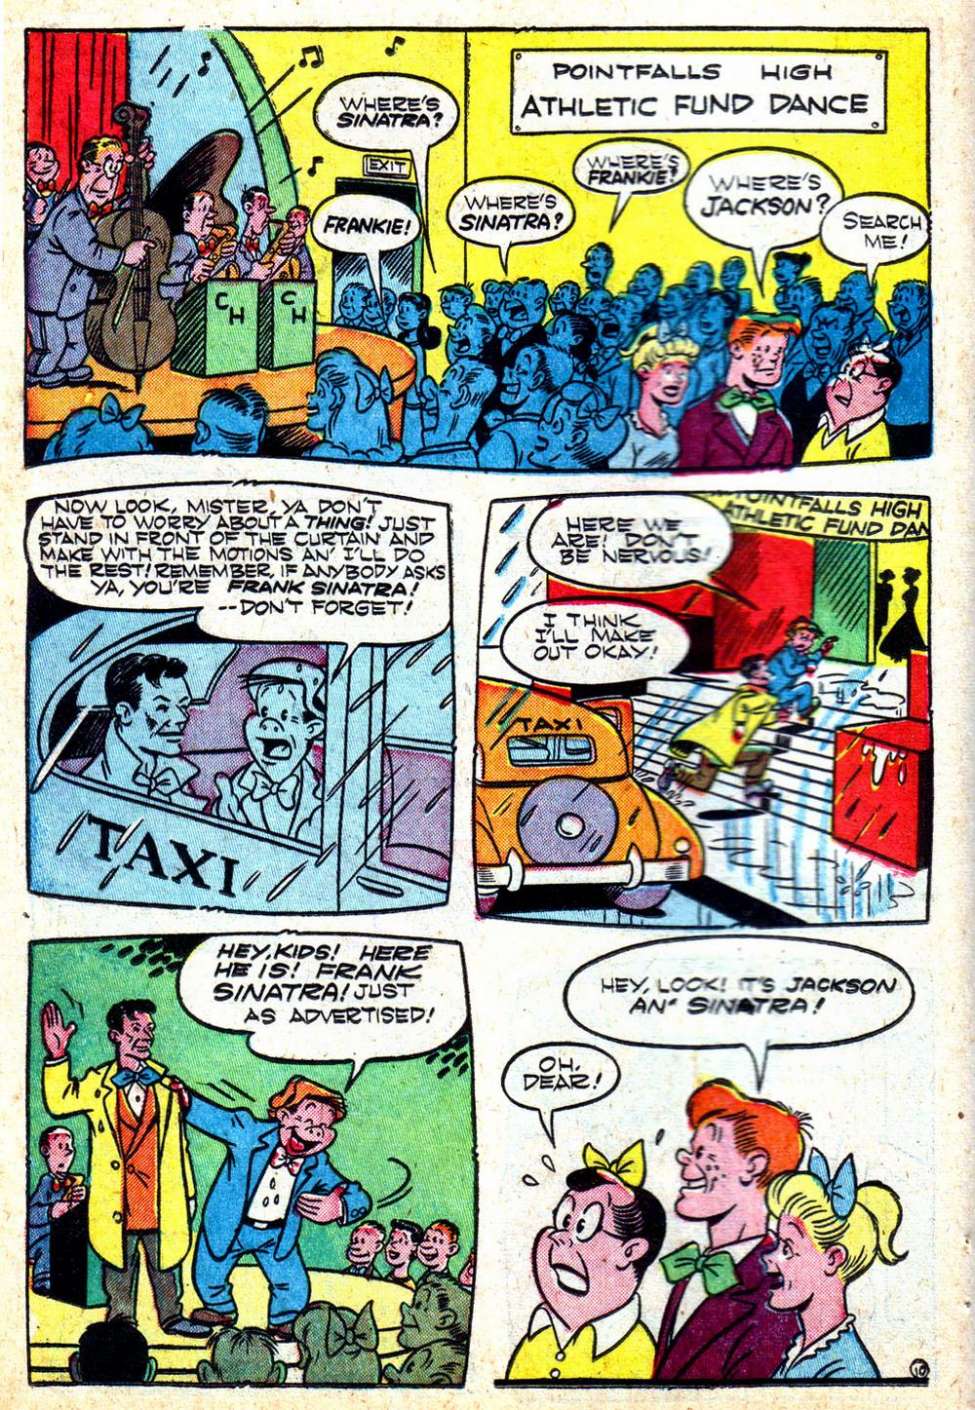 POINTFALLS HIGH
ATHLETIC FUND DANCE
WHERE'S
SINATRA?
EXIT
FRANKIE!
WHERE'S
SINATRA?
WHERE'S
FRANKIE?
WHERE'S
JACKSON?
SEARCH
ME!
C
H
C
H
NOW LOOK, MISTER, YA DON'T
HAVE TO WORRY ABOUT A THING! JUST
STAND IN FRONT OF THE CURTAIN AND
MAKE WITH THE MOTIONS AN' I'LL DO
THE REST! REMEMBER, IF ANYBODY ASKS
YA, YOU'RE FRANK SINATRA!
--DON'T FORGET!
TAXI
POINTFALLS HIGH
ATHLETIC FUND DAN
HERE WE
ARE! DON'T
BE NERVOUS!
I THINK
I'LL MAKE
OUT OKAY!
TAXI
HEY, KIDS! HERE
HE IS! FRANK
SINATRA! JUST
AS ADVERTISED!
HEY, LOOK! IT'S JACKSON
AN' SINATRA!
OH,
DEAR!
10